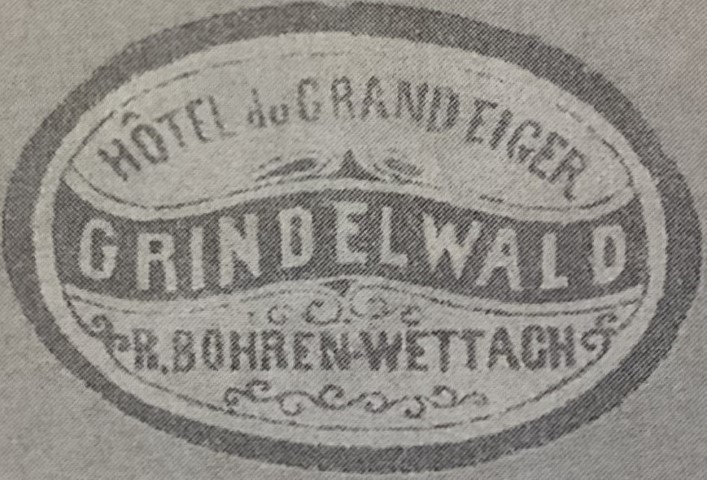 HÔTEL du GRAND EIGER
GRINDELWALD
R. BOHREN-WETTACH